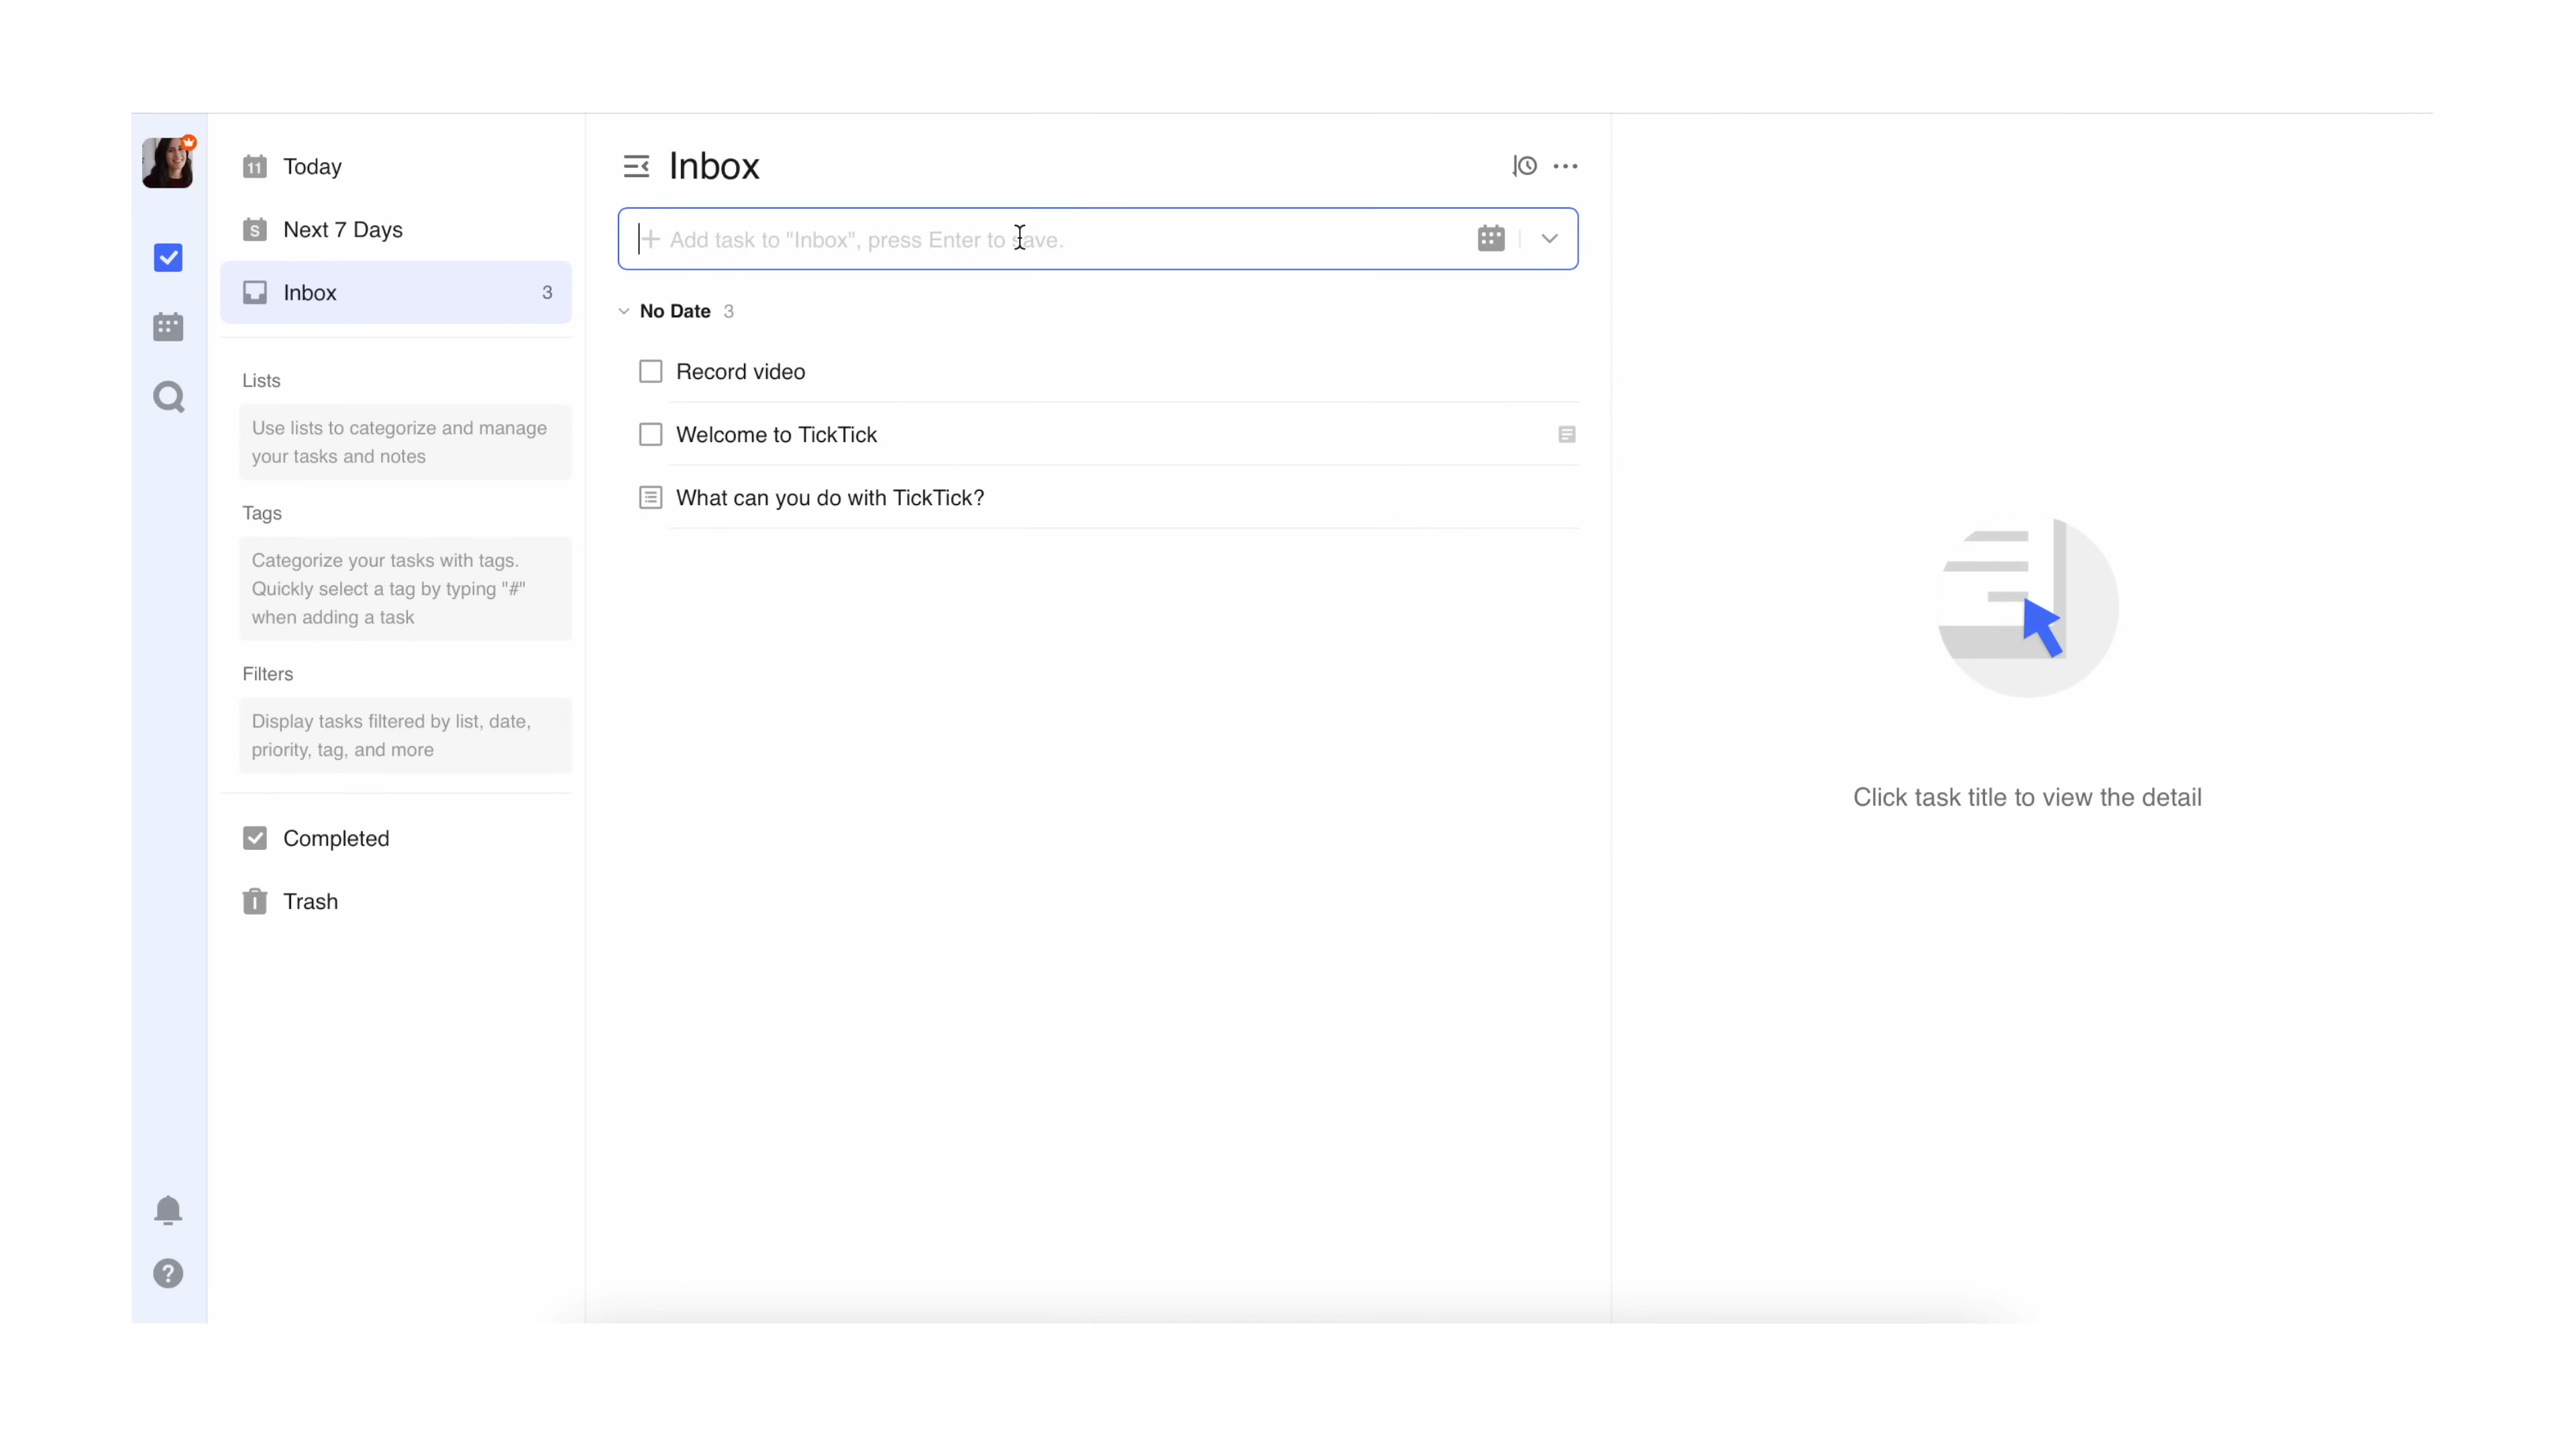 11 Today
S Next 7 Days
Inbox 3
Lists
Use lists to categorize and manage
your tasks and notes
Tags
Categorize your tasks with tags.
Quickly select a tag by typing "#"
when adding a task
Filters
Display tasks filtered by list, date,
priority, tag, and more
Completed
Trash
?
Inbox
Add task to "Inbox", press Enter to save.
No Date 3
Record video
Welcome to TickTick
What can you do with TickTick?
Click task title to view the detail